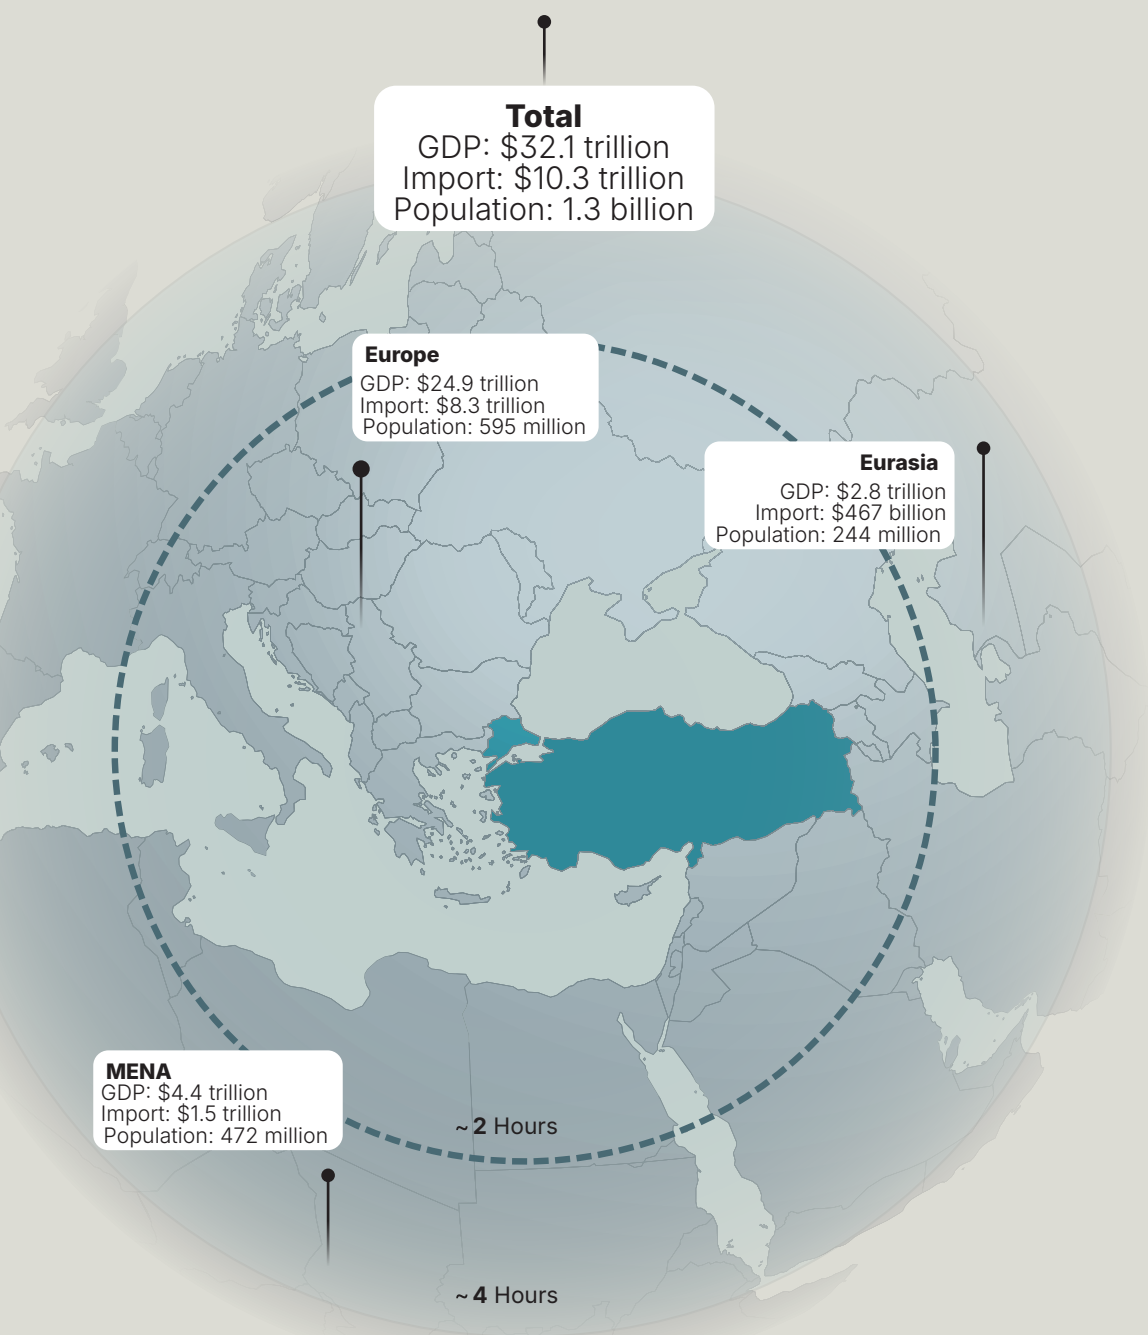 Total
GDP: $32.1 trillion
Import: $10.3 trillion
Population: 1.3 billion
Europe
GDP: $24.9 trillion
Import: $8.3 trillion
Population: 595 million
Eurasia
GDP: $2.8 trillion
Import: $467 billion
Population: 244 million
MENA
GDP: $4.4 trillion
Import: $1.5 trillion
Population: 472 million
~2 Hours
~4 Hours